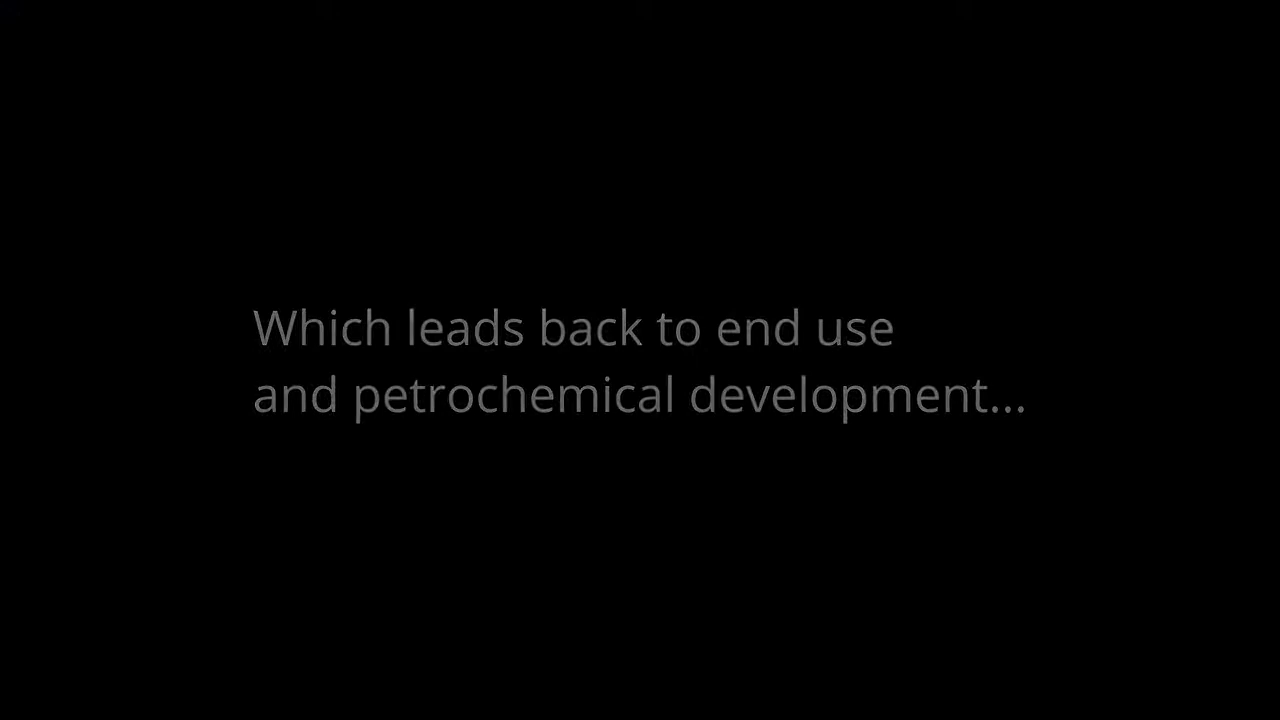 Which leads back to end use
and petrochemical development...